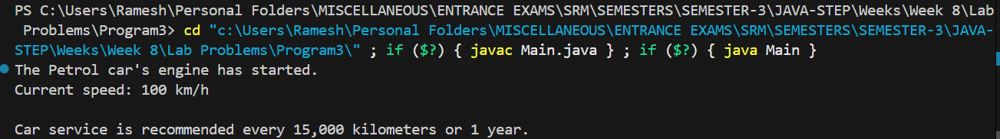 PS C:\Users\Ramesh\Personal Folders\MISCELLANEOUS\ENTRANCE EXAMS\SRM\SEMESTERS\SEMESTER-3\JAVA-STEP\Weeks\Week 8\Lab
 Problems\Program3> cd "c:\Users\Ramesh\Personal Folders\MISCELLANEOUS\ENTRANCE EXAMS\SRM\SEMESTERS\SEMESTER-3\JAVA-
STEP\Weeks\Week 8\Lab Problems\Program3\" ; if ($?) { javac Main.java } ; if ($?) { java Main }
The Petrol car's engine has started.
Current speed: 100 km/h

Car service is recommended every 15,000 kilometers or 1 year.